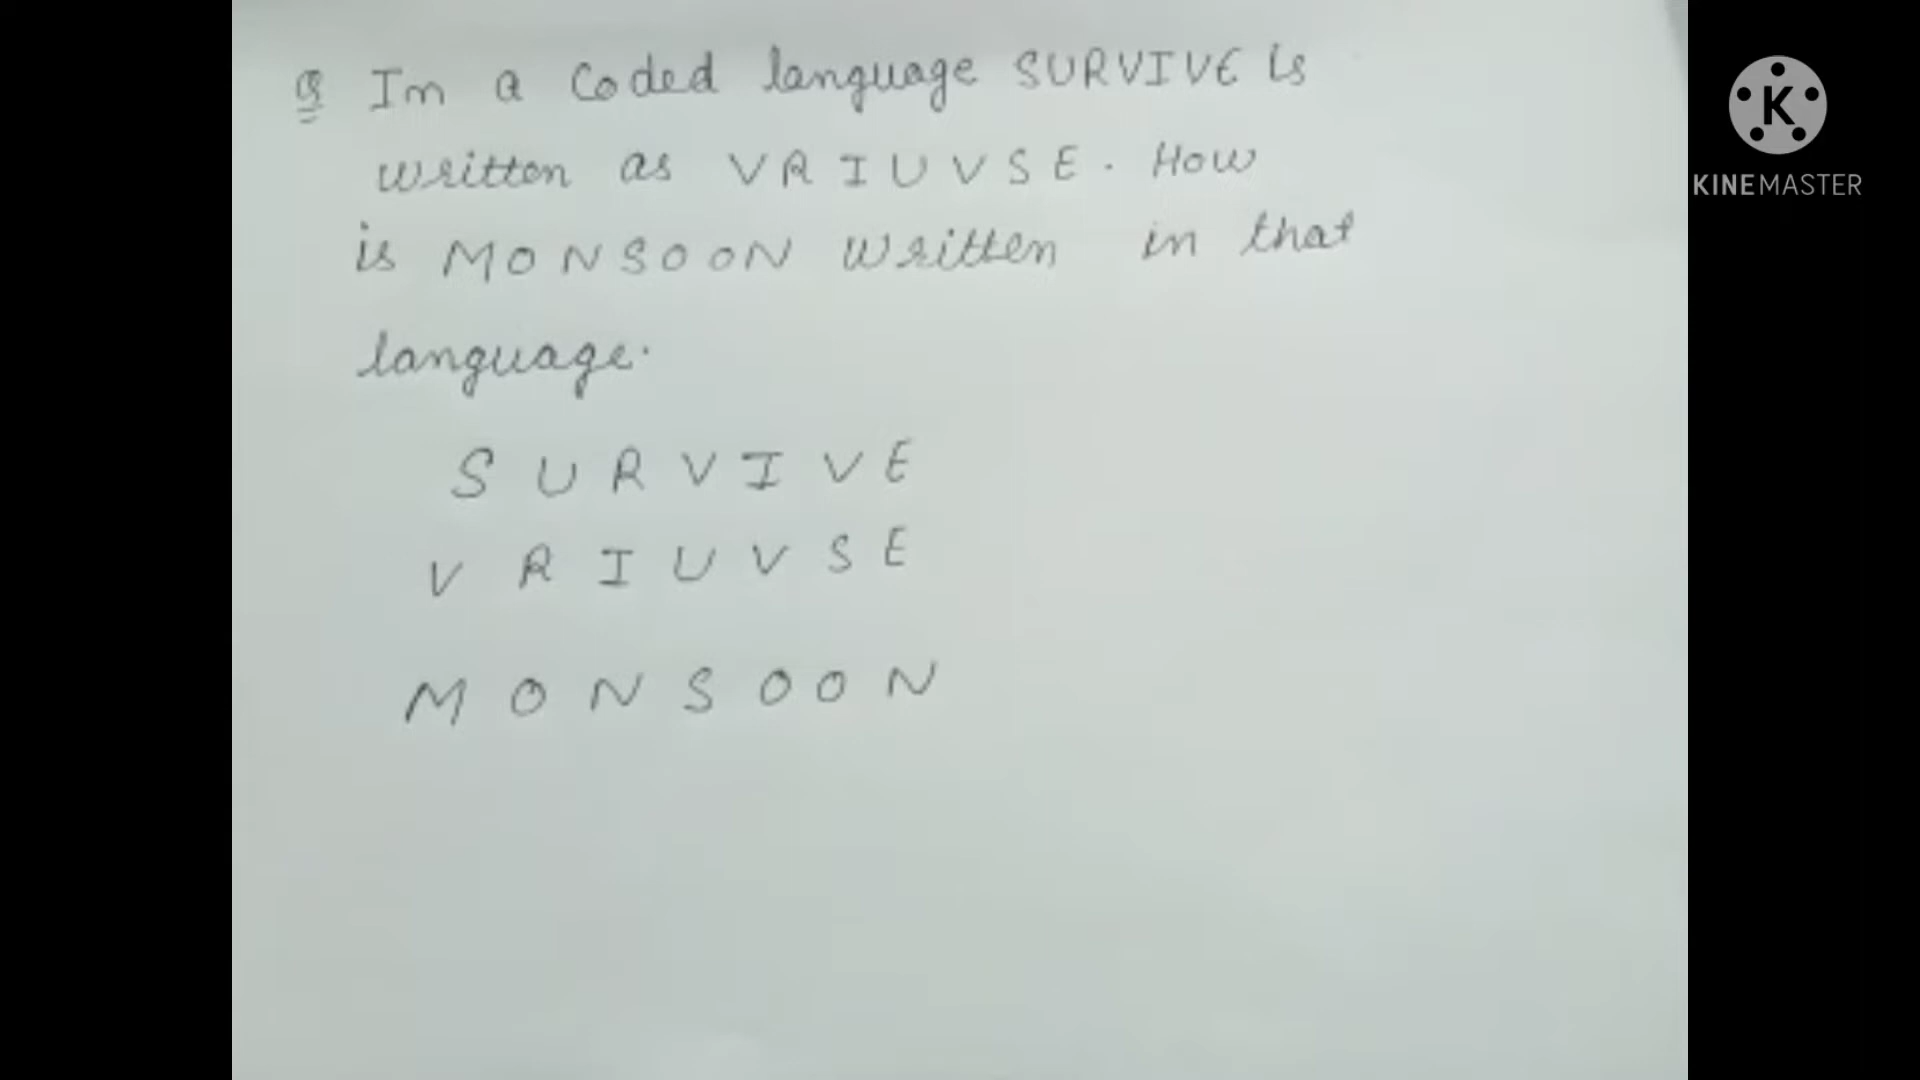 Q In a Coded language SURVIVE is
written as VRIUVSE. How
is MONSOON written in that
language.
S U R V I V E
V R I U V S E
M O N S O O N
K
KINEMASTER